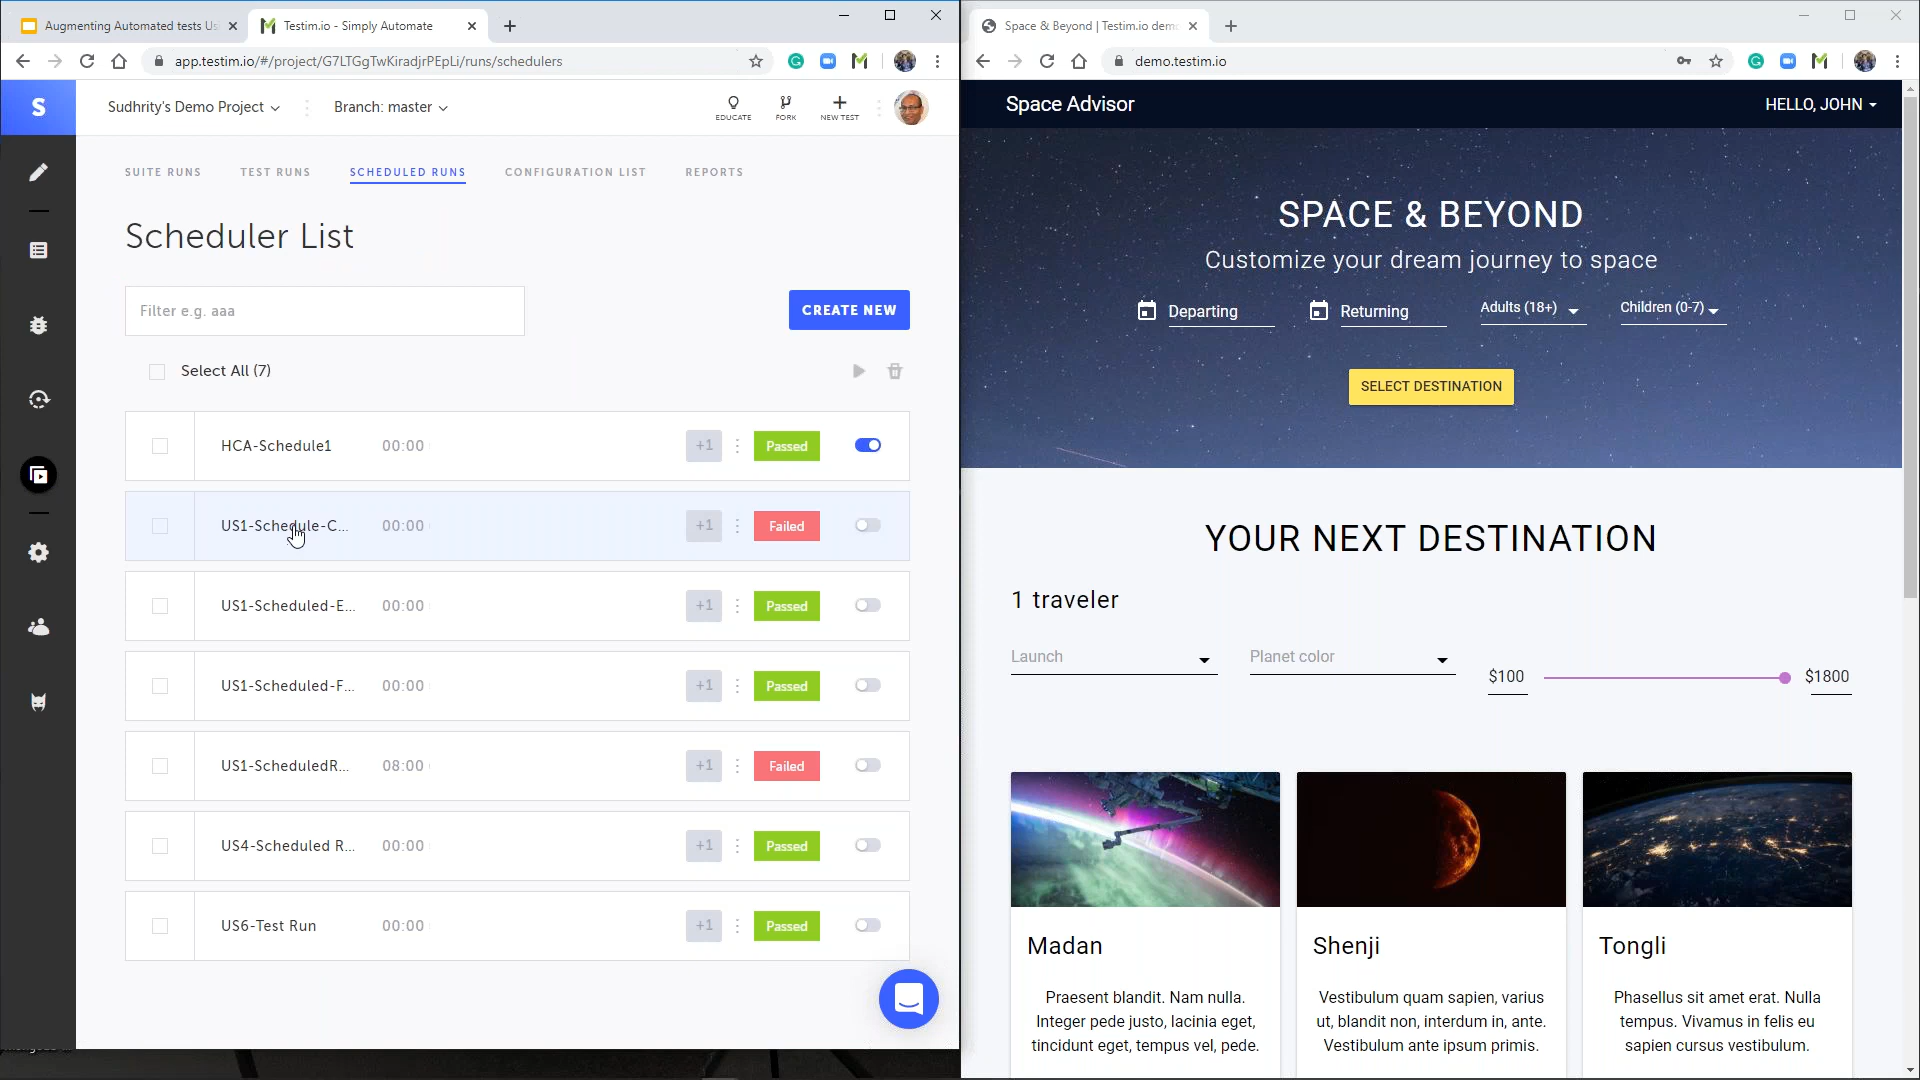 Augmenting Automated tests Us
Testim.io - Simply Automate
app.testim.io/#/project/G7LTGgTwKiradjrPEpLi/runs/schedulers
S
Sudhrity's Demo Project
Branch: master
EDUCATE
FORK
NEW TEST
SUITE RUNS
TEST RUNS
SCHEDULED RUNS
CONFIGURATION LIST
REPORTS
Scheduler List
Filter e.g. aaa
CREATE NEW
Select All (7)
HCA-Schedule1 00:00 +1 Passed
US1-Schedule-C... 00:00 +1 Failed
US1-Scheduled-E... 00:00 +1 Passed
US1-Scheduled-F... 00:00 +1 Passed
US1-ScheduledR... 08:00 +1 Failed
US4-Scheduled R... 00:00 +1 Passed
US6-Test Run 00:00 +1 Passed
Space & Beyond | Testim.io dem
demo.testim.io
Space Advisor
HELLO, JOHN
SPACE & BEYOND
Customize your dream journey to space
Departing
Returning
Adults (18+)
Children (0-7)
SELECT DESTINATION
YOUR NEXT DESTINATION
1 traveler
Launch
Planet color
$100
$1800
Madan
Praesent blandit. Nam nulla.
Integer pede justo, lacinia eget,
tincidunt eget, tempus vel, pede.
Shenji
Vestibulum quam sapien, varius
ut, blandit non, interdum in, ante.
Vestibulum ante ipsum primis.
Tongli
Phasellus sit amet erat. Nulla
tempus. Vivamus in felis eu
sapien cursus vestibulum.